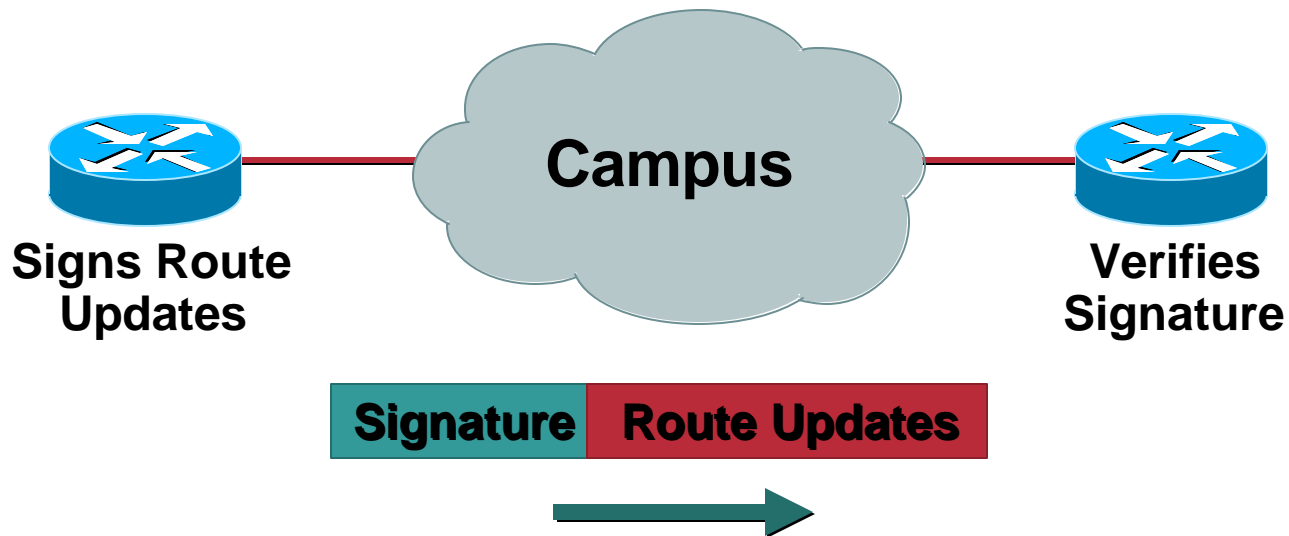 Campus
Signs Route
Updates
Verifies
Signature
Signature Route Updates